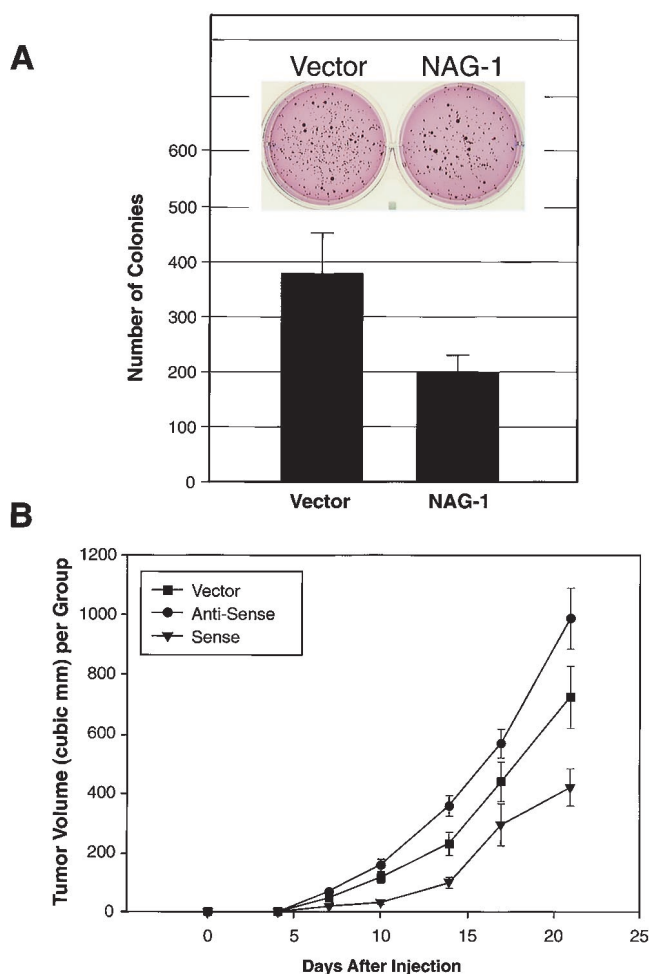 A
Vector NAG-1
600
500
400
300
200
100
0
Number of Colonies
Vector NAG-1
B
1200
1000
800
600
400
200
0
Tumor Volume (cubic mm) per Group
Vector
Anti-Sense
Sense
0 5 10 15 20 25
Days After Injection